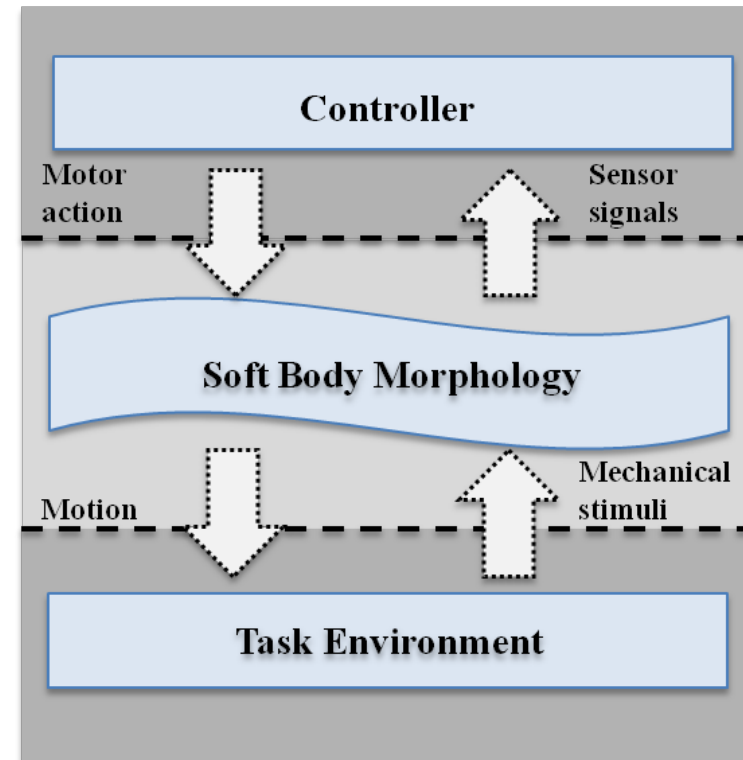 Controller
Motor
action
Sensor
signals
Soft Body Morphology
Motion
Mechanical
stimuli
Task Environment